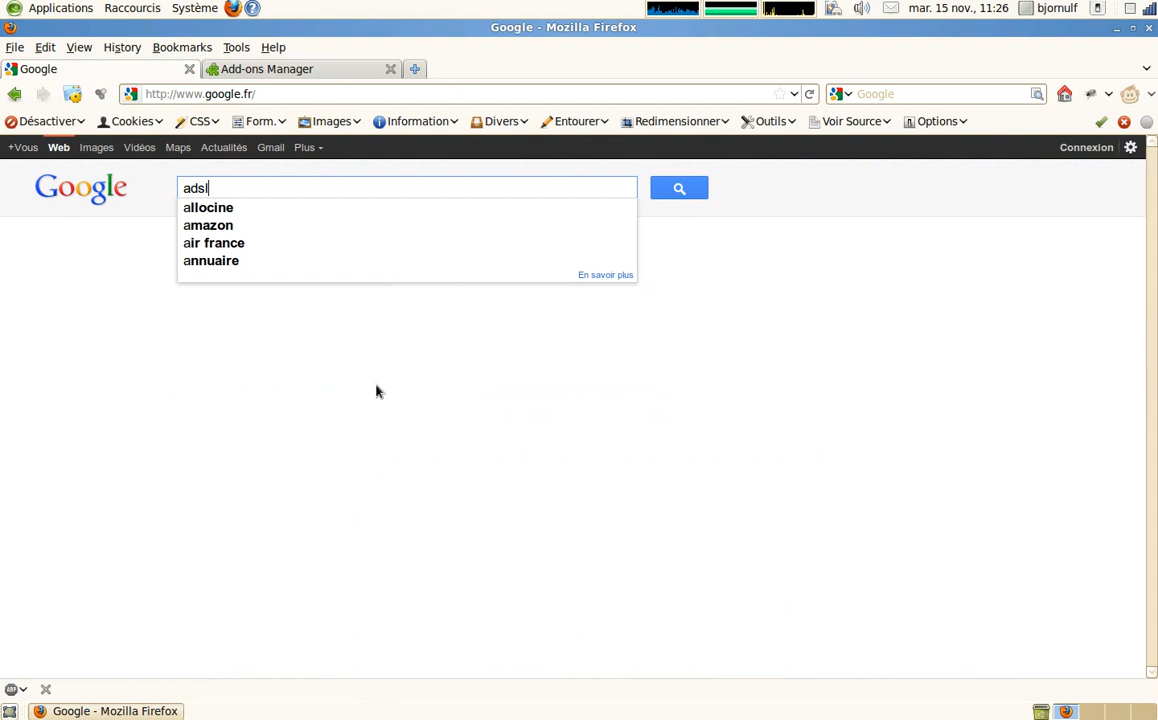 Applications Raccourcis Système mar. 15 nov., 11:26 bjornulf
Google - Mozilla Firefox
File Edit View History Bookmarks Tools Help
Google Add-ons Manager
http://www.google.fr/ Google
Désactiver Cookies CSS Form. Images Information Divers Entourer Redimensionner Outils Voir Source Options
+Vous Web Images Vidéos Maps Actualités Gmail Plus Connexion
Google adsl
allocine
amazon
air france
annuaire
En savoir plus
ABP
Google - Mozilla Firefox